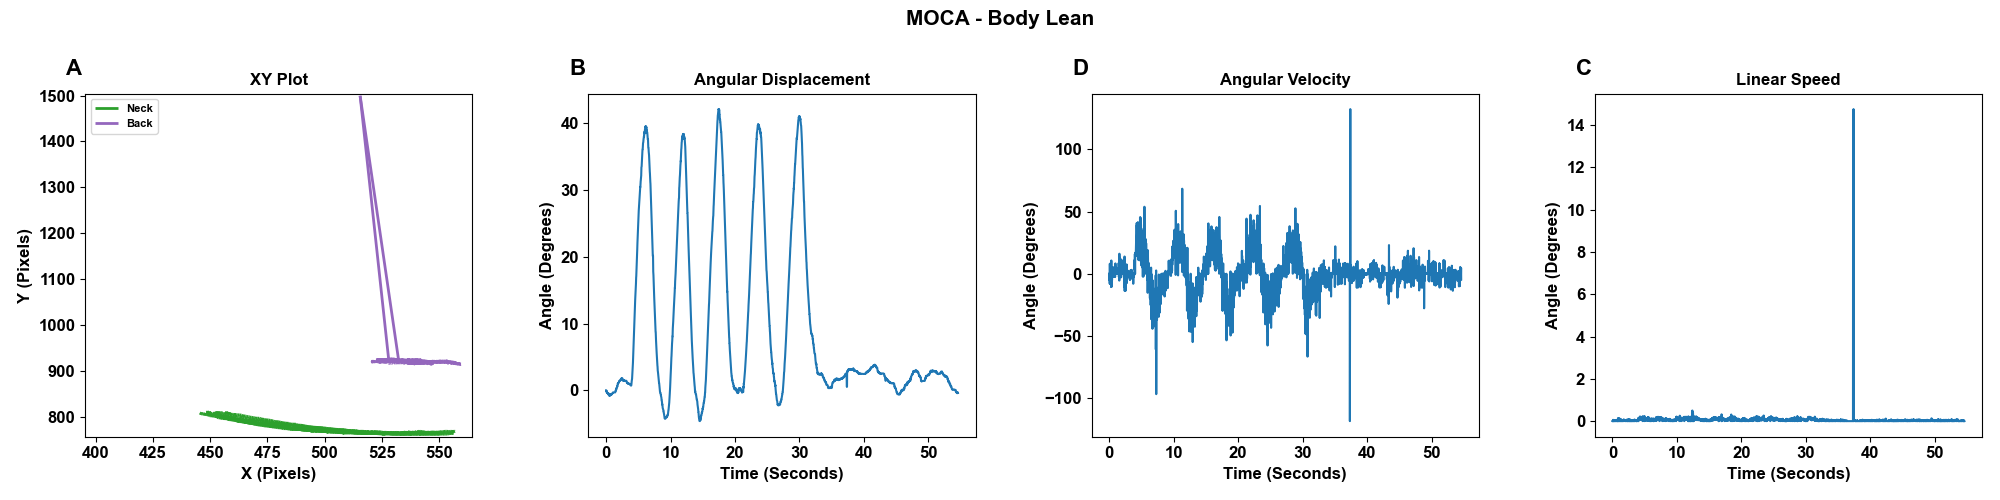 MOCA - Body Lean
A
XY Plot
Neck
Back
1500
1400
1300
1200
1100
1000
900
800
Y (Pixels)
400 425 450 475 500 525 550
X (Pixels)
B
Angular Displacement
40
30
20
10
0
Angle (Degrees)
0 10 20 30 40 50
Time (Seconds)
D
Angular Velocity
100
50
0
−50
−100
Angle (Degrees)
0 10 20 30 40 50
Time (Seconds)
C
Linear Speed
14
12
10
8
6
4
2
0
Angle (Degrees)
0 10 20 30 40 50
Time (Seconds)